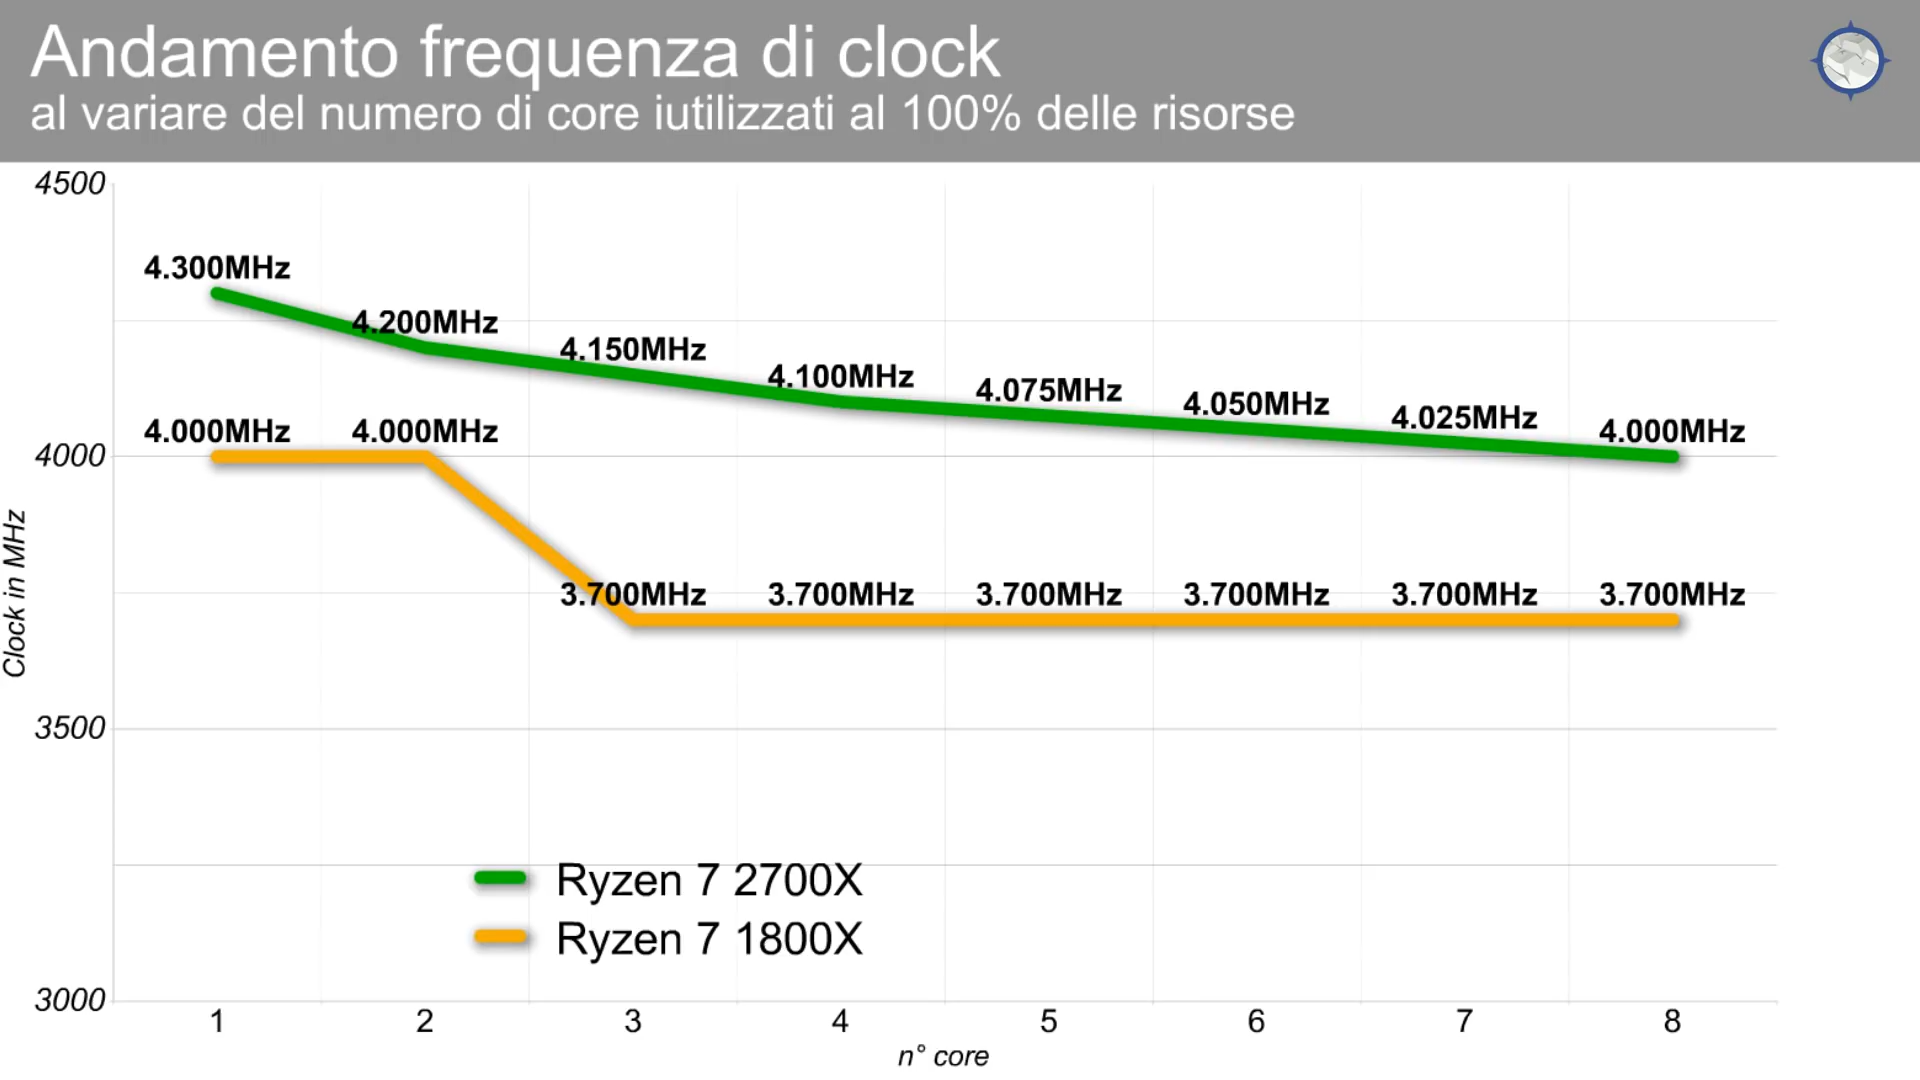 Andamento frequenza di clock
al variare del numero di core iutilizzati al 100% delle risorse
4500
4.300MHz
4.200MHz
4.150MHz
4.100MHz
4.075MHz
4.050MHz
4.025MHz
4.000MHz
4.000MHz
4.000MHz
4000
Clock in MHz
3.700MHz
3.700MHz
3.700MHz
3.700MHz
3.700MHz
3.700MHz
3500
Ryzen 7 2700X
Ryzen 7 1800X
3000
1 2 3 4 5 6 7 8
n° core